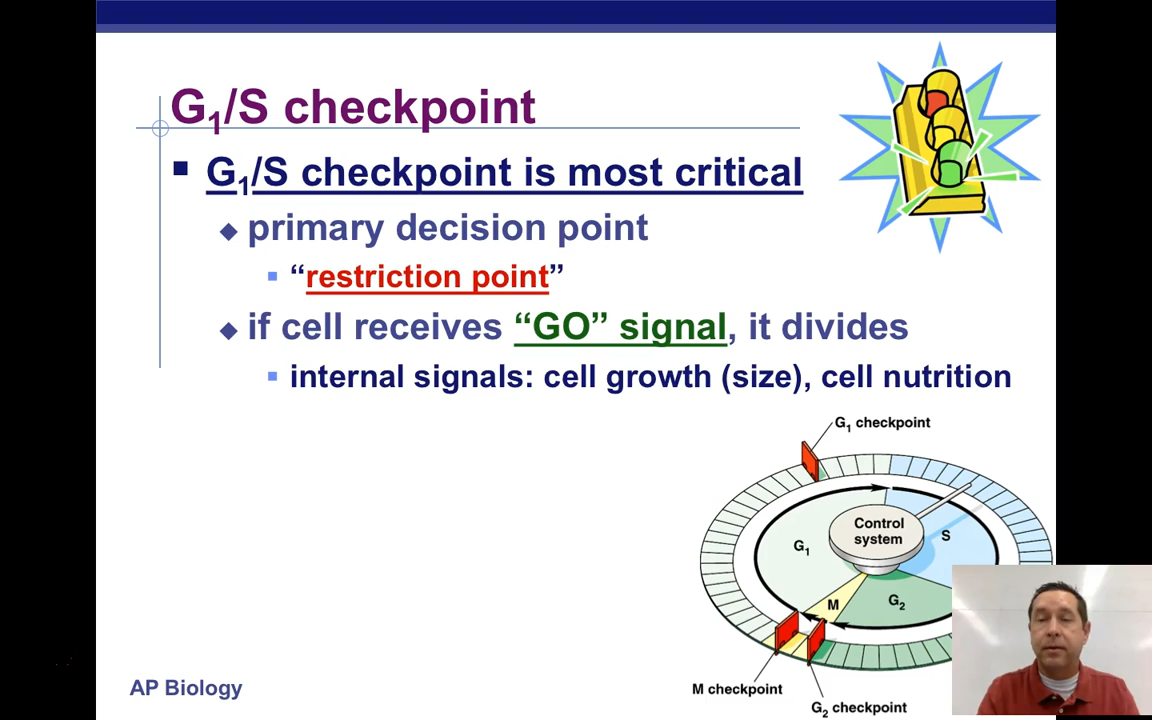 G₁/S checkpoint
G₁/S checkpoint is most critical
primary decision point
“restriction point”
if cell receives “GO” signal, it divides
internal signals: cell growth (size), cell nutrition
G₁ checkpoint
Control
system
G₁
S
M
G₂
M checkpoint
G₂ checkpoint
AP Biology